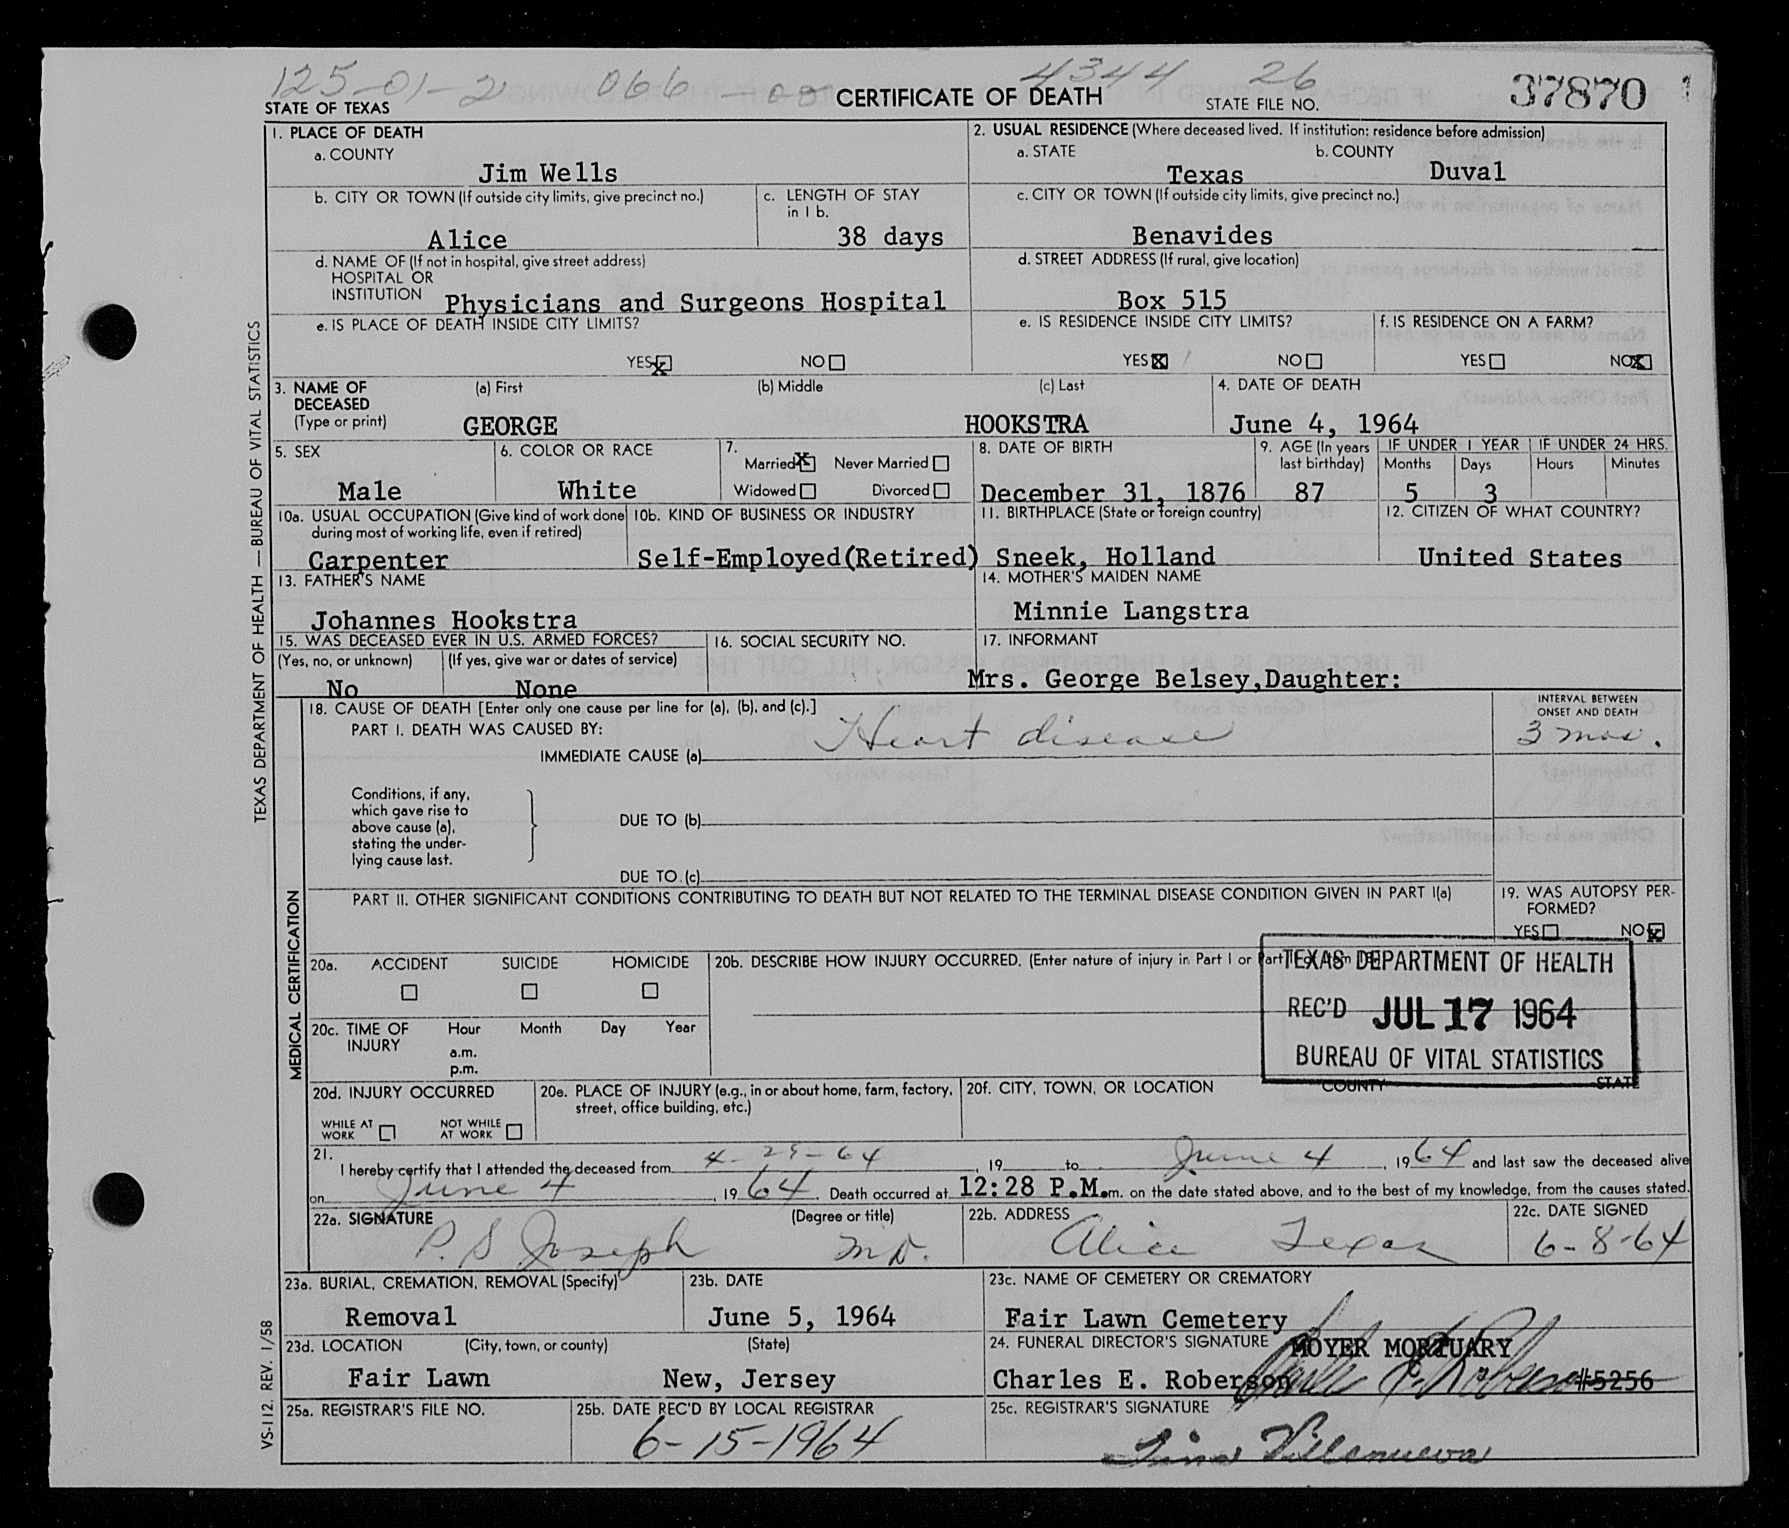 125-01-2 066 -00 4344 26
STATE OF TEXAS CERTIFICATE OF DEATH STATE FILE NO. 37870
TEXAS DEPARTMENT OF HEALTH — BUREAU OF VITAL STATISTICS
1. PLACE OF DEATH
a. COUNTY
Jim Wells
2. USUAL RESIDENCE (Where deceased lived. If institution: residence before admission)
a. STATE b. COUNTY
Texas Duval
b. CITY OR TOWN (If outside city limits, give precinct no.)
Alice
c. LENGTH OF STAY
in 1 b.
38 days
c. CITY OR TOWN (If outside city limits, give precinct no.)
Benavides
d. NAME OF (If not in hospital, give street address)
HOSPITAL OR
INSTITUTION Physicians and Surgeons Hospital
d. STREET ADDRESS (If rural, give location)
Box 515
e. IS PLACE OF DEATH INSIDE CITY LIMITS?
YES☒ NO☐
e. IS RESIDENCE INSIDE CITY LIMITS?
YES☒ NO☐
f. IS RESIDENCE ON A FARM?
YES☐ NO☒
3. NAME OF
DECEASED
(Type or print)
(a) First (b) Middle (c) Last
GEORGE HOOKSTRA
4. DATE OF DEATH
June 4, 1964
5. SEX
Male
6. COLOR OR RACE
White
7.
Married☒ Never Married☐
Widowed☐ Divorced☐
8. DATE OF BIRTH
December 31, 1876
9. AGE (In years
last birthday)
87
IF UNDER 1 YEAR
Months Days
5 3
IF UNDER 24 HRS.
Hours Minutes
10a. USUAL OCCUPATION (Give kind of work done
during most of working life, even if retired)
Carpenter
10b. KIND OF BUSINESS OR INDUSTRY
Self-Employed(Retired)
11. BIRTHPLACE (State or foreign country)
Sneek, Holland
12. CITIZEN OF WHAT COUNTRY?
United States
13. FATHER'S NAME
Johannes Hookstra
14. MOTHER'S MAIDEN NAME
Minnie Langstra
15. WAS DECEASED EVER IN U.S. ARMED FORCES?
(Yes, no, or unknown) (If yes, give war or dates of service)
No None
16. SOCIAL SECURITY NO.
17. INFORMANT
Mrs. George Belsey,Daughter:
MEDICAL CERTIFICATION
18. CAUSE OF DEATH [Enter only one cause per line for (a), (b), and (c).]
PART I. DEATH WAS CAUSED BY:
IMMEDIATE CAUSE (a) Heart disease
INTERVAL BETWEEN
ONSET AND DEATH
3 mos.
Conditions, if any,
which gave rise to
above cause (a),
stating the under-
lying cause last.
DUE TO (b)
DUE TO (c)
PART II. OTHER SIGNIFICANT CONDITIONS CONTRIBUTING TO DEATH BUT NOT RELATED TO THE TERMINAL DISEASE CONDITION GIVEN IN PART I(a)
19. WAS AUTOPSY PER-
FORMED?
YES☐ NO☒
20a. ACCIDENT SUICIDE HOMICIDE
☐ ☐ ☐
20b. DESCRIBE HOW INJURY OCCURRED. (Enter nature of injury in Part I or Part
TEXAS DEPARTMENT OF HEALTH
REC'D JUL 17 1964
BUREAU OF VITAL STATISTICS
20c. TIME OF
INJURY
Hour Month Day Year
a.m.
p.m.
20d. INJURY OCCURRED
WHILE AT
WORK ☐
NOT WHILE
AT WORK ☐
20e. PLACE OF INJURY (e.g., in or about home, farm, factory,
street, office building, etc.)
20f. CITY, TOWN, OR LOCATION COUNTY STATE
21.
I hereby certify that I attended the deceased from 4-29-64, 19 to June 4, 1964 and last saw the deceased alive
on June 4, 1964. Death occurred at 12:28 P.M.m. on the date stated above, and to the best of my knowledge, from the causes stated.
22a. SIGNATURE (Degree or title)
P. S Joseph M.D.
22b. ADDRESS
Alice Texas
22c. DATE SIGNED
6-8-64
23a. BURIAL, CREMATION, REMOVAL (Specify)
Removal
23b. DATE
June 5, 1964
23c. NAME OF CEMETERY OR CREMATORY
Fair Lawn Cemetery
23d. LOCATION (City, town, or county) (State)
Fair Lawn New, Jersey
24. FUNERAL DIRECTOR'S SIGNATURE MOYER MORTUARY
Charles E. Roberson #5256
25a. REGISTRAR'S FILE NO.
25b. DATE REC'D BY LOCAL REGISTRAR
6-15-1964
25c. REGISTRAR'S SIGNATURE
Villanueva
VS-112. REV. 1/58